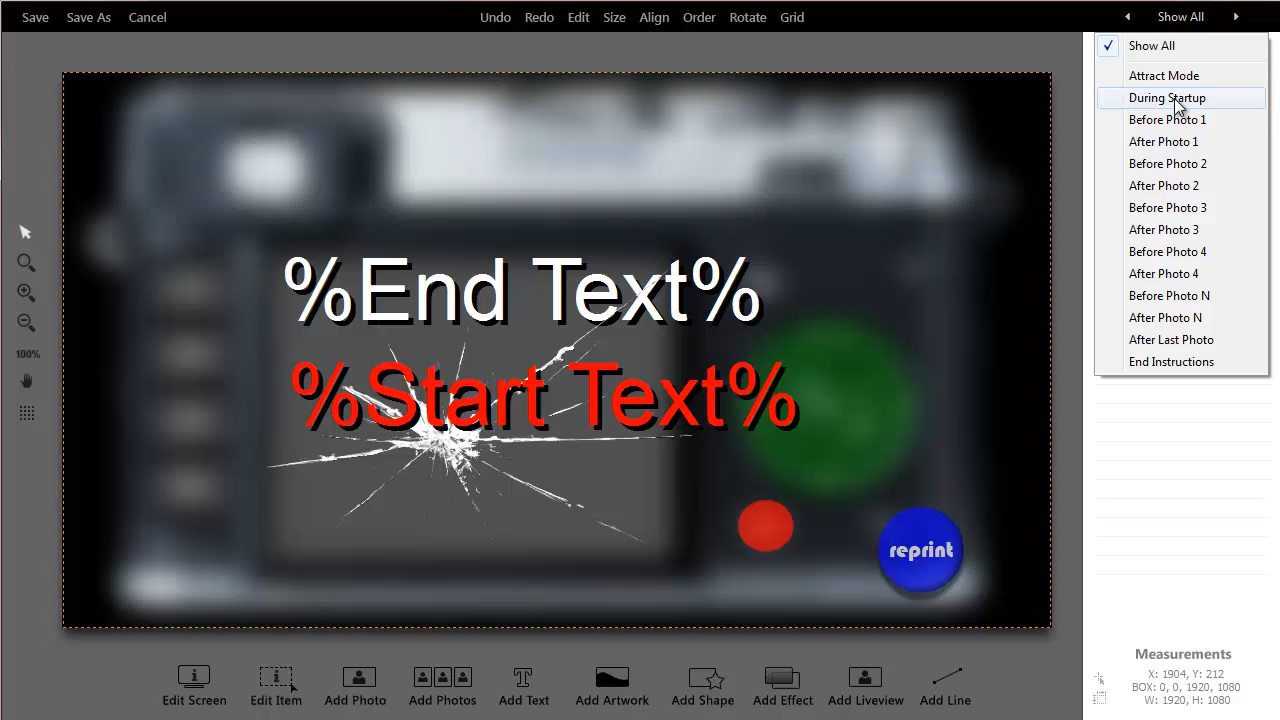 Save Save As Cancel Undo Redo Edit Size Align Order Rotate Grid Show All
Show All
Attract Mode
During Startup
Before Photo 1
After Photo 1
Before Photo 2
After Photo 2
Before Photo 3
After Photo 3
Before Photo 4
After Photo 4
Before Photo N
After Photo N
After Last Photo
End Instructions
%End Text%
%Start Text%
100%
reprint
Edit Screen Edit Item Add Photo Add Photos Add Text Add Artwork Add Shape Add Effect Add Liveview Add Line
Measurements
X: 1904, Y: 212
BOX: 0, 0, 1920, 1080
W: 1920, H: 1080